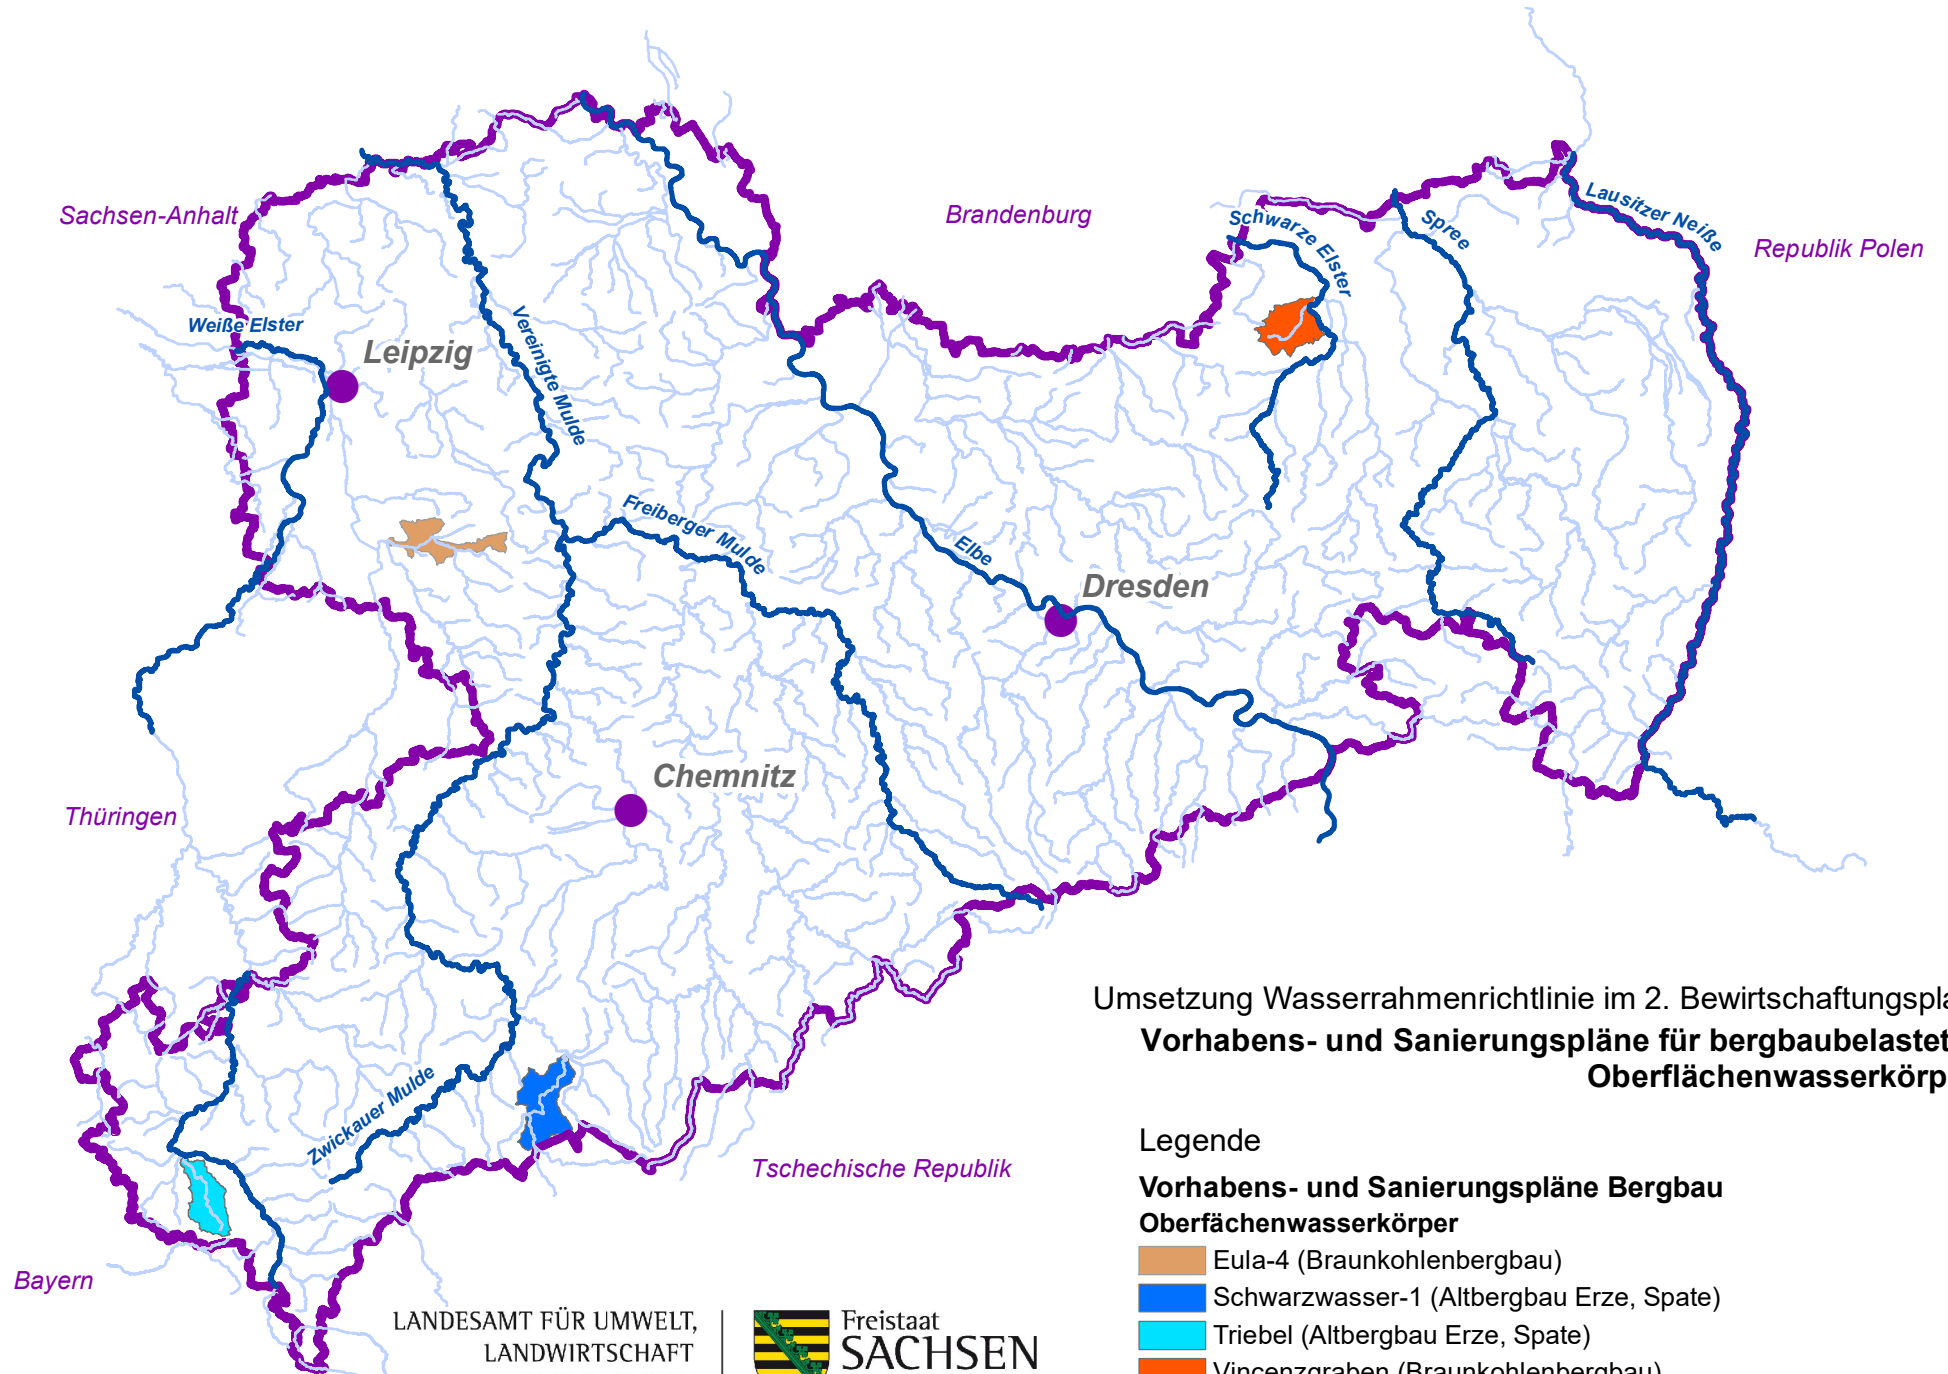 Sachsen-Anhalt
Brandenburg
Schwarze Elster
Spree
Lausitzer Neiße
Republik Polen
Weiße Elster
Leipzig
Vereinigte Mulde
Freiberger Mulde
Elbe
Dresden
Chemnitz
Thüringen
Zwickauer Mulde
Tschechische Republik
Bayern
Umsetzung Wasserrahmenrichtlinie im 2. Bewirtschaftungspla
Vorhabens- und Sanierungspläne für bergbaubelastet
Oberflächenwasserkörp
Legende
Vorhabens- und Sanierungspläne Bergbau
Oberfächenwasserkörper
Eula-4 (Braunkohlenbergbau)
Schwarzwasser-1 (Altbergbau Erze, Spate)
Triebel (Altbergbau Erze, Spate)
Vincenzgraben (Braunkohlenbergbau)
LANDESAMT FÜR UMWELT,
LANDWIRTSCHAFT
Freistaat
SACHSEN